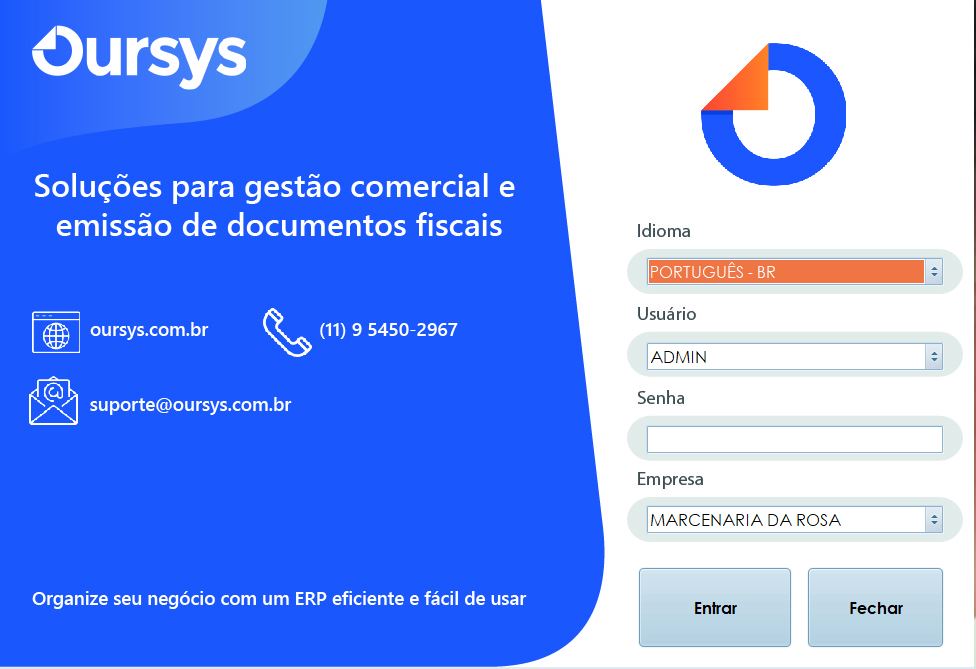 Oursys
Soluções para gestão comercial e
emissão de documentos fiscais
oursys.com.br
(11) 9 5450-2967
suporte@oursys.com.br
Organize seu negócio com um ERP eficiente e fácil de usar
Idioma
PORTUGUÊS - BR
Usuário
ADMIN
Senha
Empresa
MARCENARIA DA ROSA
Entrar
Fechar